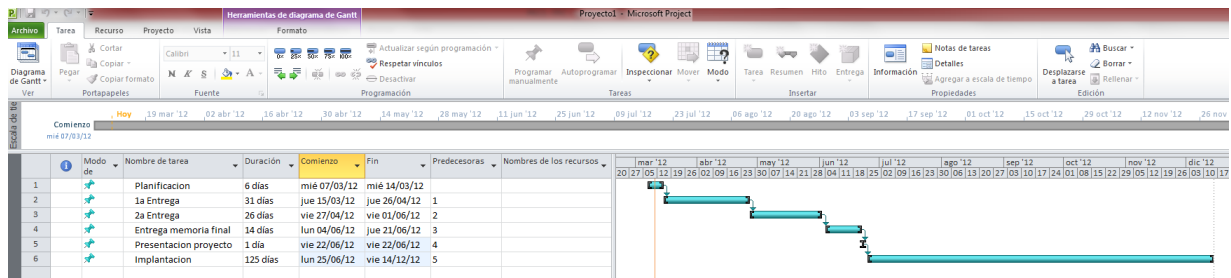 Herramientas de diagrama de Gantt
Proyecto1 - Microsoft Project
Archivo Tarea Recurso Proyecto Vista Formato
Diagrama de Gantt
Ver
Pegar
Cortar
Copiar
Copiar formato
Portapapeles
Calibri 11
N K S A
Fuente
0% 25% 50% 75% 100%
Actualizar según programación
Respetar vínculos
Desactivar
Programación
Programar manualmente
Autoprogramar
Inspeccionar
Mover
Modo
Tareas
Tarea Resumen Hito Entrega
Insertar
Información
Notas de tareas
Detalles
Agregar a escala de tiempo
Propiedades
Desplazarse a tarea
Buscar
Borrar
Rellenar
Edición
Escala de tie
Hoy 19 mar '12 02 abr '12 16 abr '12 30 abr '12 14 may '12 28 may '12 11 jun '12 25 jun '12 09 jul '12 23 jul '12 06 ago '12 20 ago '12 03 sep '12 17 sep '12 01 oct '12 15 oct '12 29 oct '12 12 nov '12 26 nov
Comienzo
mié 07/03/12
Modo de Nombre de tarea Duración Comienzo Fin Predecesoras Nombres de los recursos
mar '12 abr '12 may '12 jun '12 jul '12 ago '12 sep '12 oct '12 nov '12 dic '12
20 27 05 12 19 26 02 09 16 23 30 07 14 21 28 04 11 18 25 02 09 16 23 30 06 13 20 27 03 10 17 24 01 08 15 22 29 05 12 19 26 03 10 17
1 Planificacion 6 días mié 07/03/12 mié 14/03/12
2 1a Entrega 31 días jue 15/03/12 jue 26/04/12 1
3 2a Entrega 26 días vie 27/04/12 vie 01/06/12 2
4 Entrega memoria final 14 días lun 04/06/12 jue 21/06/12 3
5 Presentacion proyecto 1 día vie 22/06/12 vie 22/06/12 4
6 Implantacion 125 días lun 25/06/12 vie 14/12/12 5